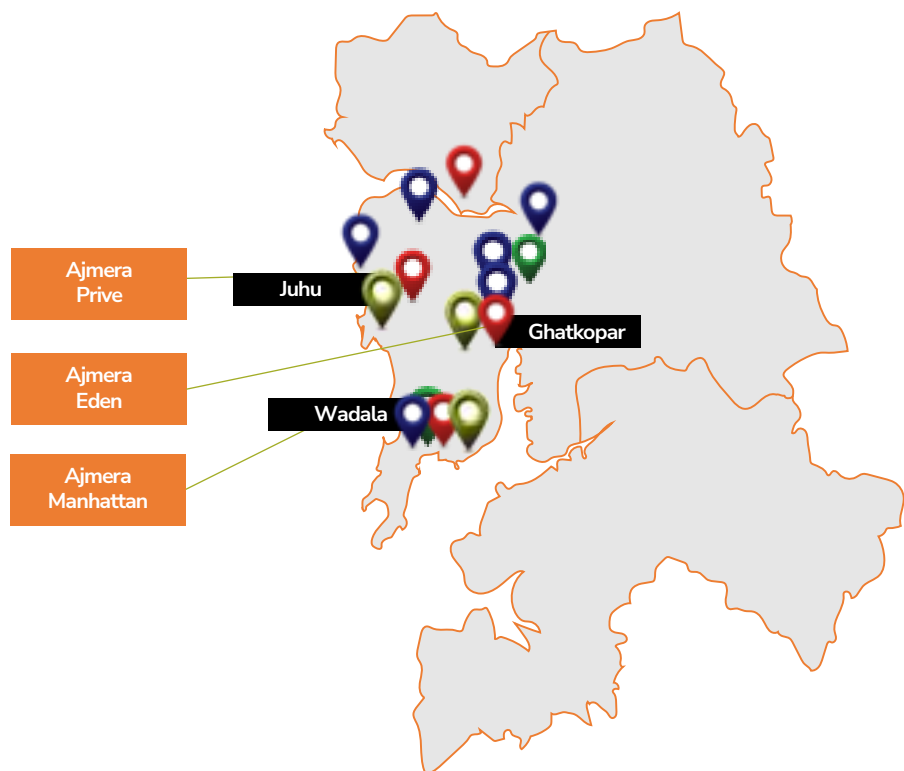 Ajmera
Prive
Juhu
Ghatkopar
Ajmera
Eden
Wadala
Ajmera
Manhattan